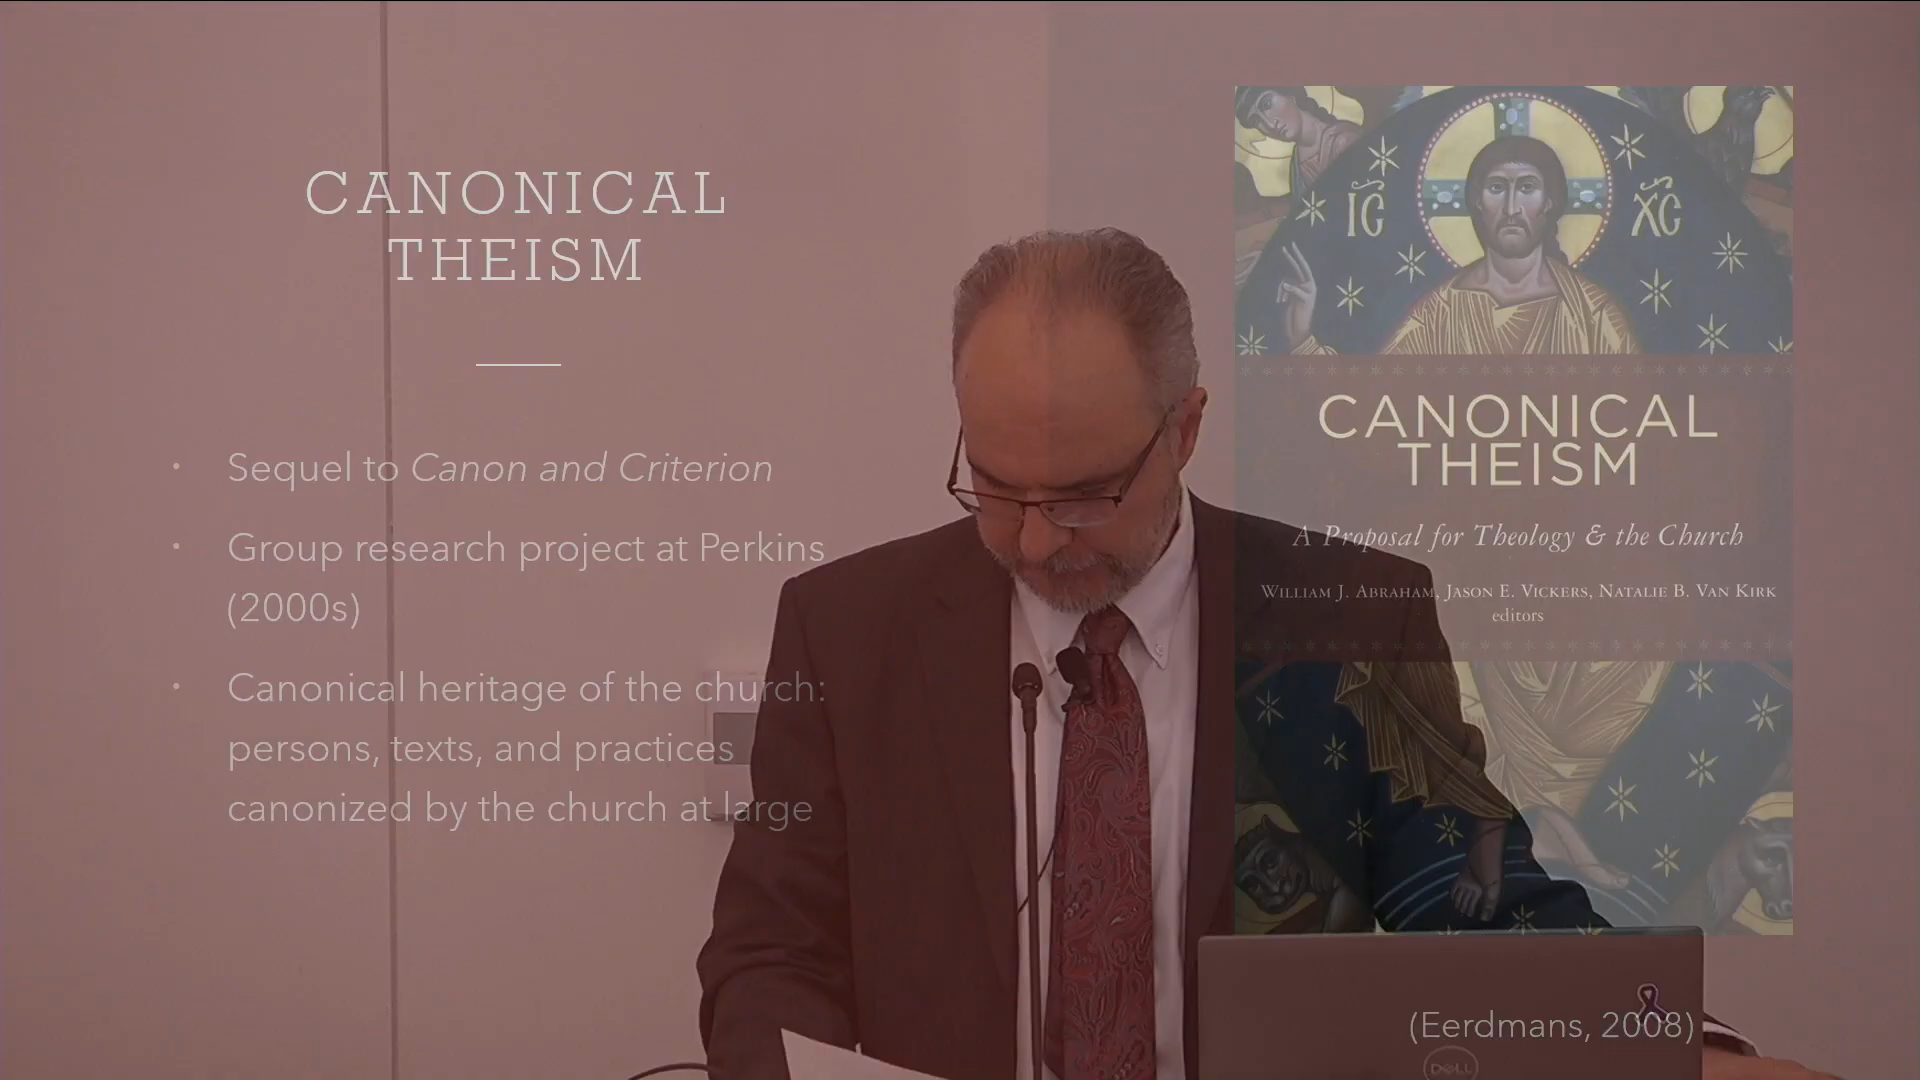 CANONICAL
THEISM
• Sequel to Canon and Criterion
• Group research project at Perkins
(2000s)
• Canonical heritage of the church:
persons, texts, and practices
canonized by the church at large
IC XC
CANONICAL
THEISM
A Proposal for Theology & the Church
WILLIAM J. ABRAHAM, JASON E. VICKERS, NATALIE B. VAN KIRK
editors
(Eerdmans, 2008)
DELL